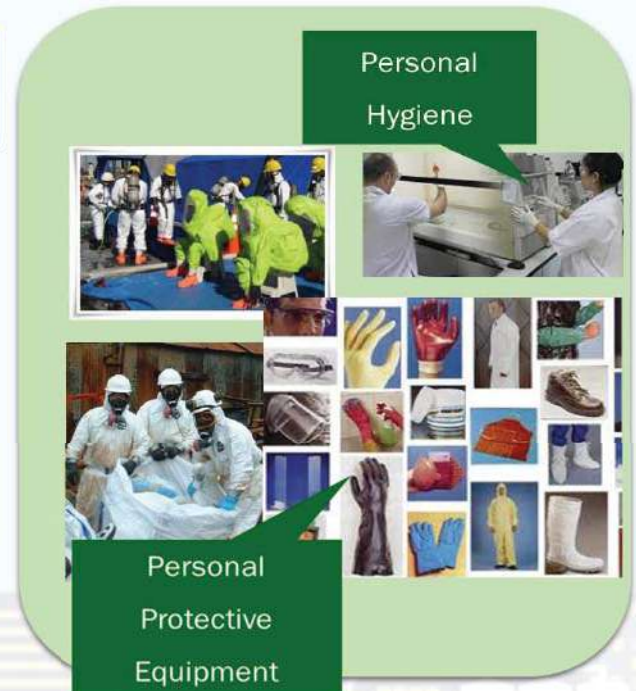 Personal
Hygiene
Personal
Protective
Equipment